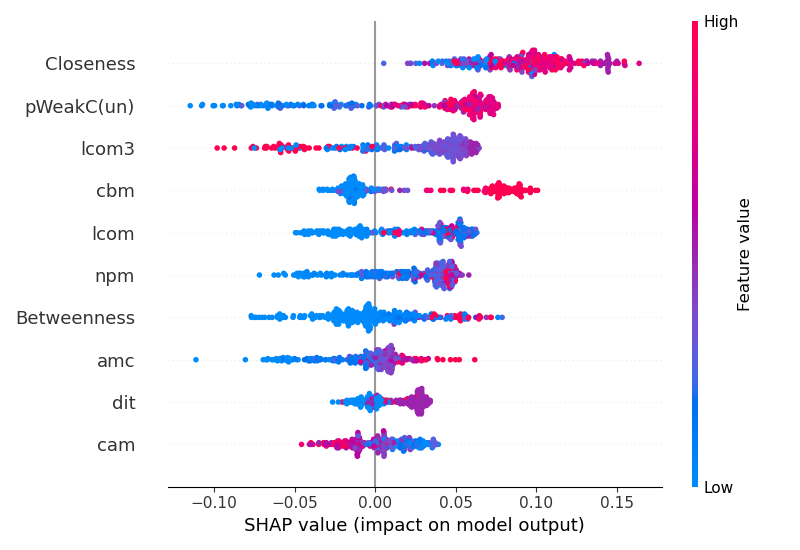 High
Closeness
pWeakC(un)
lcom3
cbm
lcom
npm
Betweenness
amc
dit
cam
Feature value
Low
−0.10 −0.05 0.00 0.05 0.10 0.15
SHAP value (impact on model output)